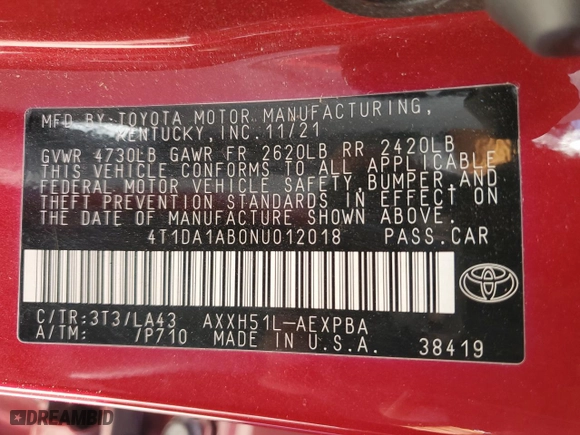 MFD BY: TOYOTA MOTOR MANUFACTURING,
KENTUCKY, INC. 11/21
GVWR 4730LB GAWR FR 2620LB RR 2420LB
THIS VEHICLE CONFORMS TO ALL APPLICABLE
FEDERAL MOTOR VEHICLE SAFETY, BUMPER, AND
THEFT PREVENTION STANDARDS IN EFFECT ON
THE DATE OF MANUFACTURE SHOWN ABOVE.
4T1DA1AB0NU012018 PASS.CAR
C/TR:3T3/LA43 AXXH51L-AEXPBA
A/TM: /P710 MADE IN U.S.A. 38419
DREAMBID